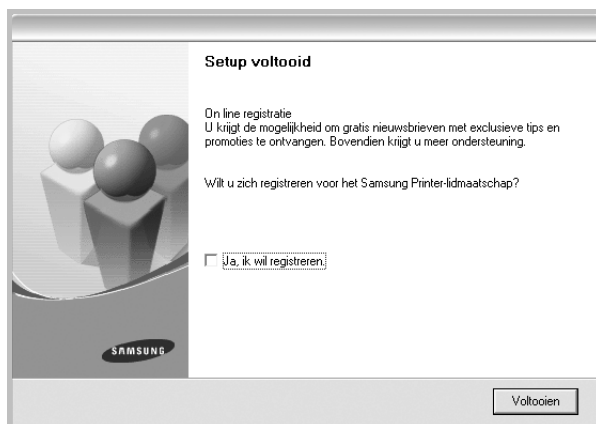 Setup voltooid
On line registratie
U krijgt de mogelijkheid om gratis nieuwsbrieven met exclusieve tips en
promoties te ontvangen. Bovendien krijgt u meer ondersteuning.
Wilt u zich registreren voor het Samsung Printer-lidmaatschap?
Ja, ik wil registreren.
SAMSUNG
Voltooien